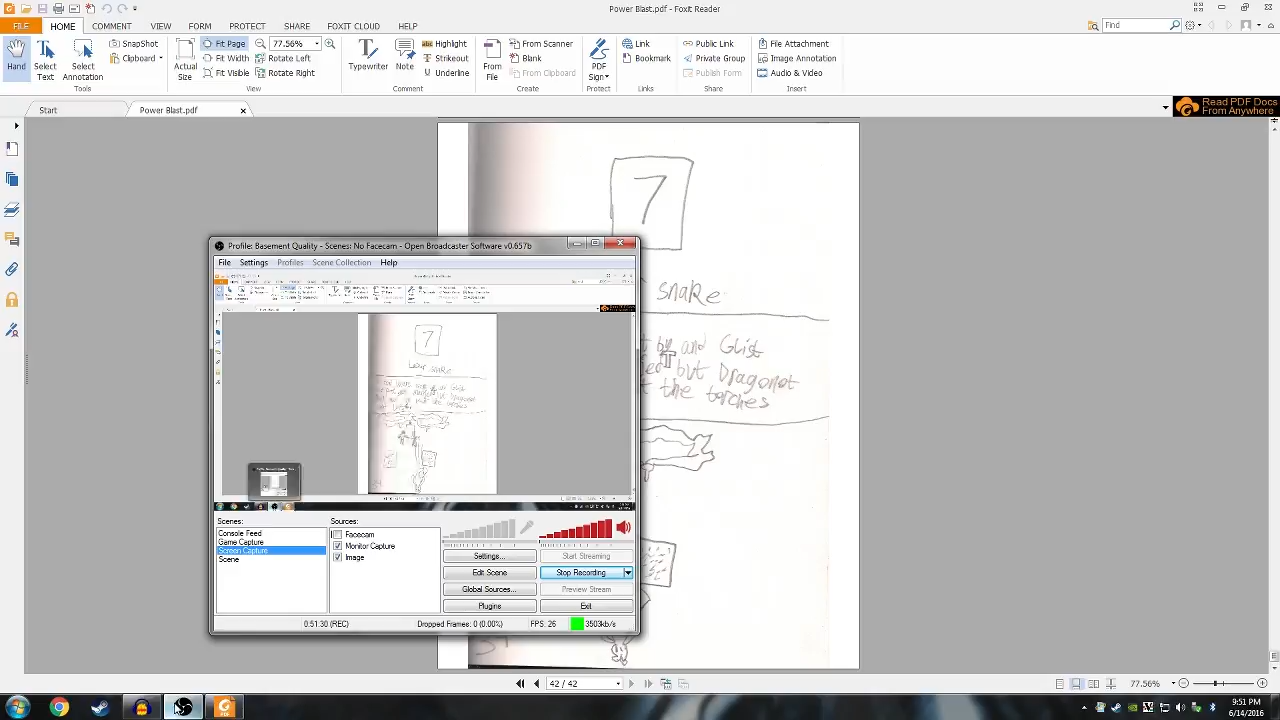 Power Blast.pdf - Foxit Reader
FILE HOME COMMENT VIEW FORM PROTECT SHARE FOXIT CLOUD HELP
Find
Hand
Select Text
Select Annotation
SnapShot
Clipboard
Tools
Actual Size
Fit Page
Fit Width
Fit Visible
77.56%
Rotate Left
Rotate Right
View
Typewriter
Note
Highlight
Strikeout
Underline
Comment
From File
From Scanner
Blank
From Clipboard
Create
PDF Sign
Protect
Link
Bookmark
Links
Public Link
Private Group
Publish Form
Share
File Attachment
Image Annotation
Audio & Video
Insert
Start
Power Blast.pdf
Read PDF Docs From Anywhere
7
snake
t by and Glist
ed but Dragonot
t the torches
Profile: Basement Quality - Scenes: No Facecam - Open Broadcaster Software v0.657b
File Settings Profiles Scene Collection Help
7
snake
Scenes:
Console Feed
Game Capture
Screen Capture
Scene
Sources:
Facecam
Monitor Capture
Image
Settings...
Start Streaming
Edit Scene
Stop Recording
Global Sources...
Preview Stream
Plugins
Exit
0:51:30 (REC)
Dropped Frames: 0 (0.00%)
FPS: 26
3503kb/s
42 / 42
77.56%
9:51 PM
6/14/2016